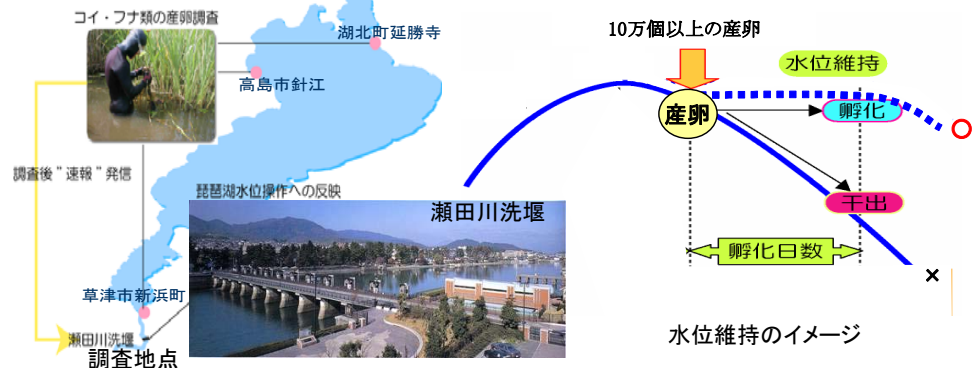 コイ・フナ類の産卵調査
湖北町延勝寺
高島市針江
調査後"速報"発信
琵琶湖水位操作への反映
瀬田川洗堰
草津市新浜町
瀬田川洗堰
調査地点
10万個以上の産卵
水位維持
産卵
孵化
干出
孵化日数
×
水位維持のイメージ